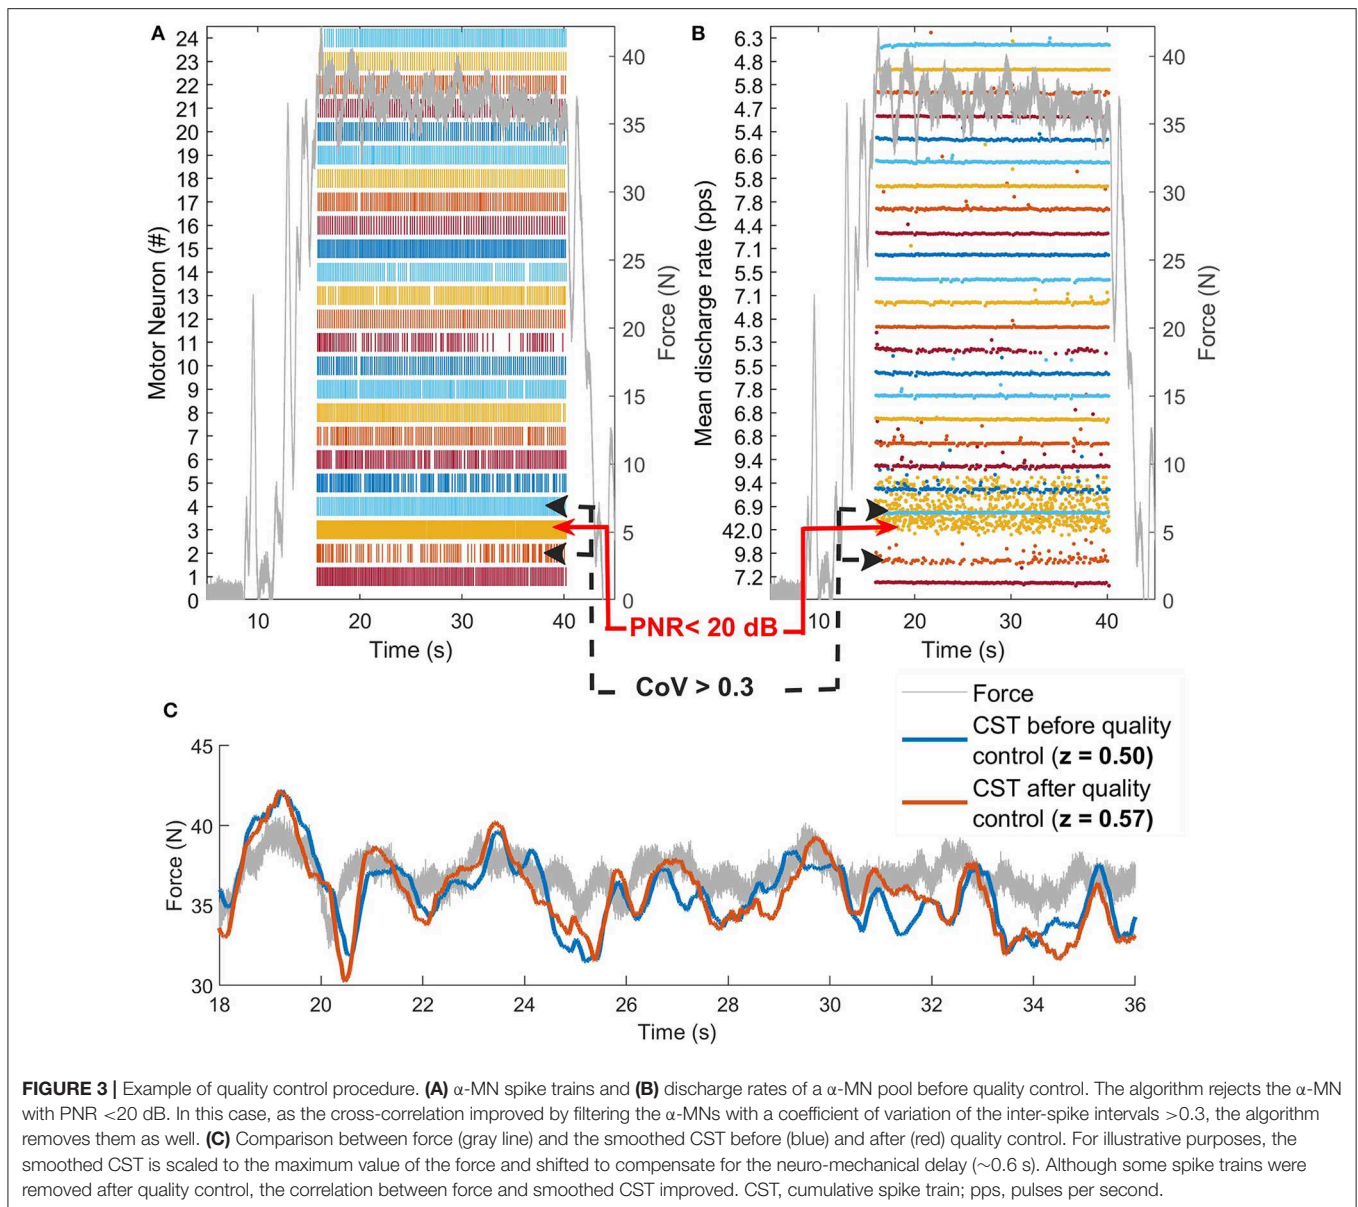 A
24
23
22
21
20
19
18
17
16
15
14
13
12
11
10
9
8
7
6
5
4
3
2
1
0
Motor Neuron (#)
40
35
30
25
20
15
10
5
0
Force (N)
10 20 30 40
Time (s)
B
6.3
4.8
5.8
4.7
5.4
6.6
5.8
7.8
4.4
7.1
5.5
7.1
4.8
5.3
5.5
7.8
6.8
6.8
9.4
9.4
6.9
42.0
9.8
7.2
Mean discharge rate (pps)
40
35
30
25
20
15
10
5
0
Force (N)
10 20 30 40
Time (s)
PNR< 20 dB
CoV > 0.3
C
Force
CST before quality
control (z = 0.50)
CST after quality
control (z = 0.57)
45
40
35
30
Force (N)
18 20 22 24 26 28 30 32 34 36
Time (s)
FIGURE 3 | Example of quality control procedure. (A) α-MN spike trains and (B) discharge rates of a α-MN pool before quality control. The algorithm rejects the α-MN
with PNR <20 dB. In this case, as the cross-correlation improved by filtering the α-MNs with a coefficient of variation of the inter-spike intervals >0.3, the algorithm
removes them as well. (C) Comparison between force (gray line) and the smoothed CST before (blue) and after (red) quality control. For illustrative purposes, the
smoothed CST is scaled to the maximum value of the force and shifted to compensate for the neuro-mechanical delay (~0.6 s). Although some spike trains were
removed after quality control, the correlation between force and smoothed CST improved. CST, cumulative spike train; pps, pulses per second.